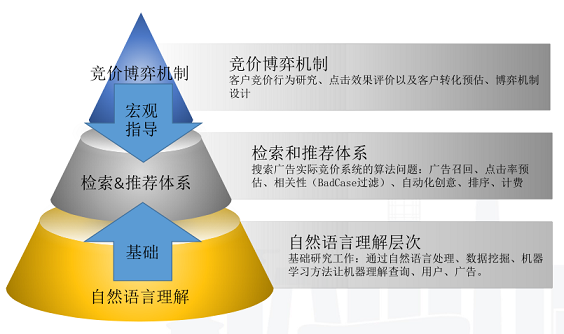 竞价博弈机制
宏观
指导
检索&推荐体系
基础
自然语言理解
竞价博弈机制
客户竞价行为研究、点击效果评价以及客户转化预估、博弈机制
设计
检索和推荐体系
搜索广告实际竞价系统的算法问题：广告召回、点击率预
估、相关性（BadCase过滤）、自动化创意、排序、计费
自然语言理解层次
基础研究工作：通过自然语言处理、数据挖掘、机器
学习方法让机器理解查询、用户、广告。